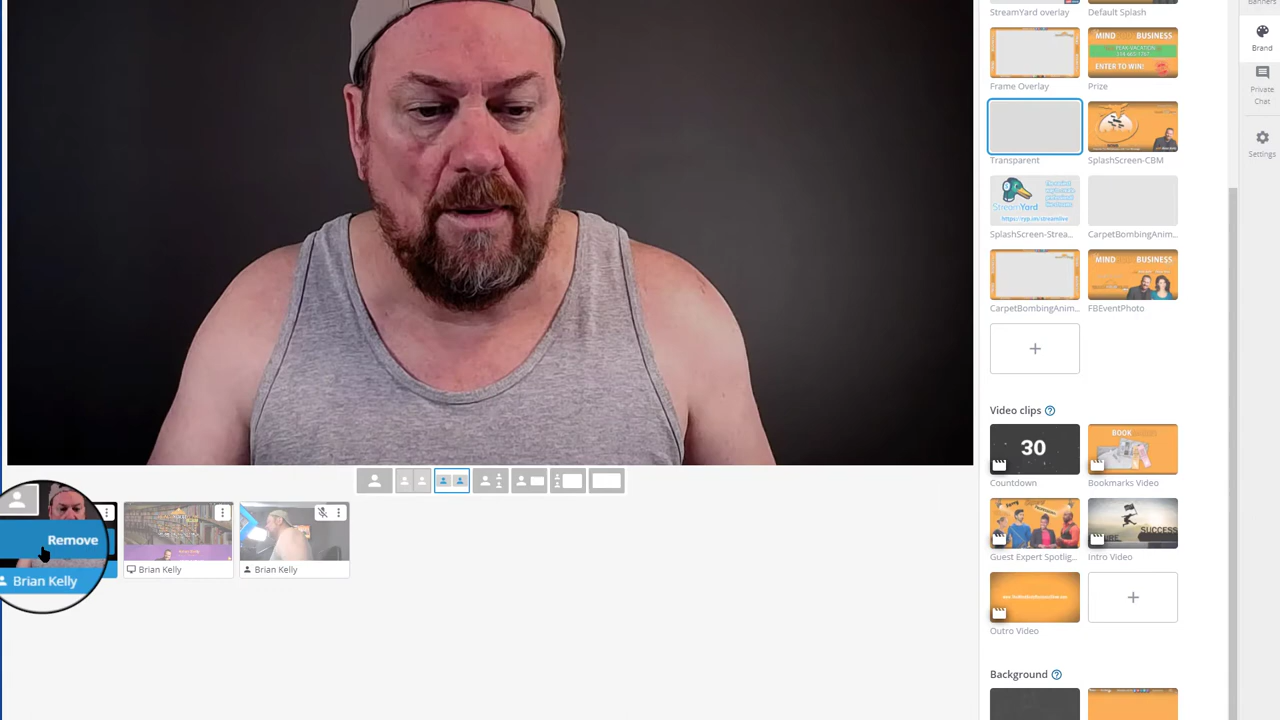 Banners
StreamYard overlay
Default Splash
Brand
MIND BUSINESS
ENTER TO WIN!
Frame Overlay
Prize
Private
Chat
Transparent
SplashScreen-CBM
Settings
StreamYard
SplashScreen-Strea...
CarpetBombingAnim...
MIND BUSINESS
CarpetBombingAnim...
FBEventPhoto
+
Video clips ?
30
BOOK
Countdown
Bookmarks Video
SUCCESS
Guest Expert Spotlig...
Intro Video
+
Outro Video
Background ?
Remove
Brian Kelly
Brian Kelly
Brian Kelly